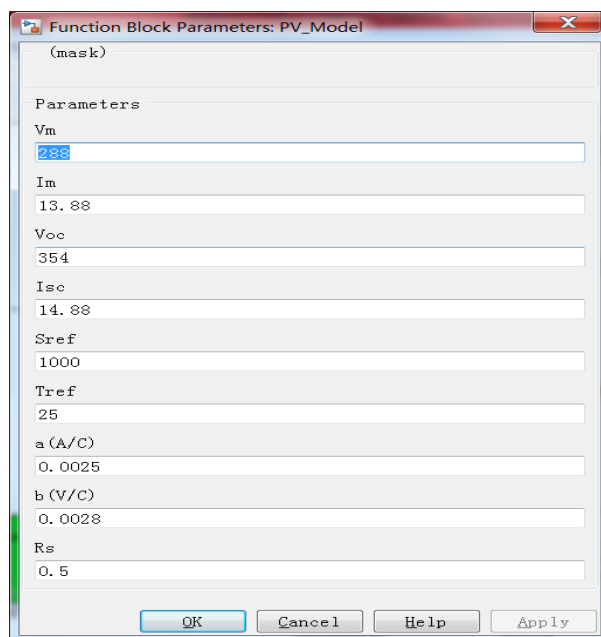 Function Block Parameters: PV_Model
(mask)
Parameters
Vm
288
Im
13.88
Voc
354
Isc
14.88
Sref
1000
Tref
25
a(A/C)
0.0025
b(V/C)
0.0028
Rs
0.5
OK Cancel Help Apply